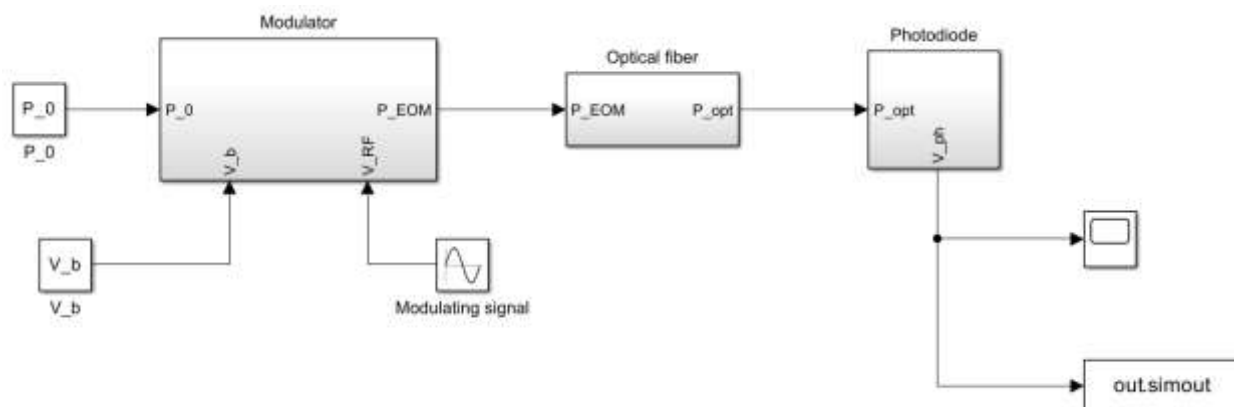 Modulator
Optical fiber
Photodiode
P_0
P_0
P_0
P_EOM
V_b
V_RF
P_EOM
P_opt
P_opt
V_ph
V_b
V_b
Modulating signal
out.simout